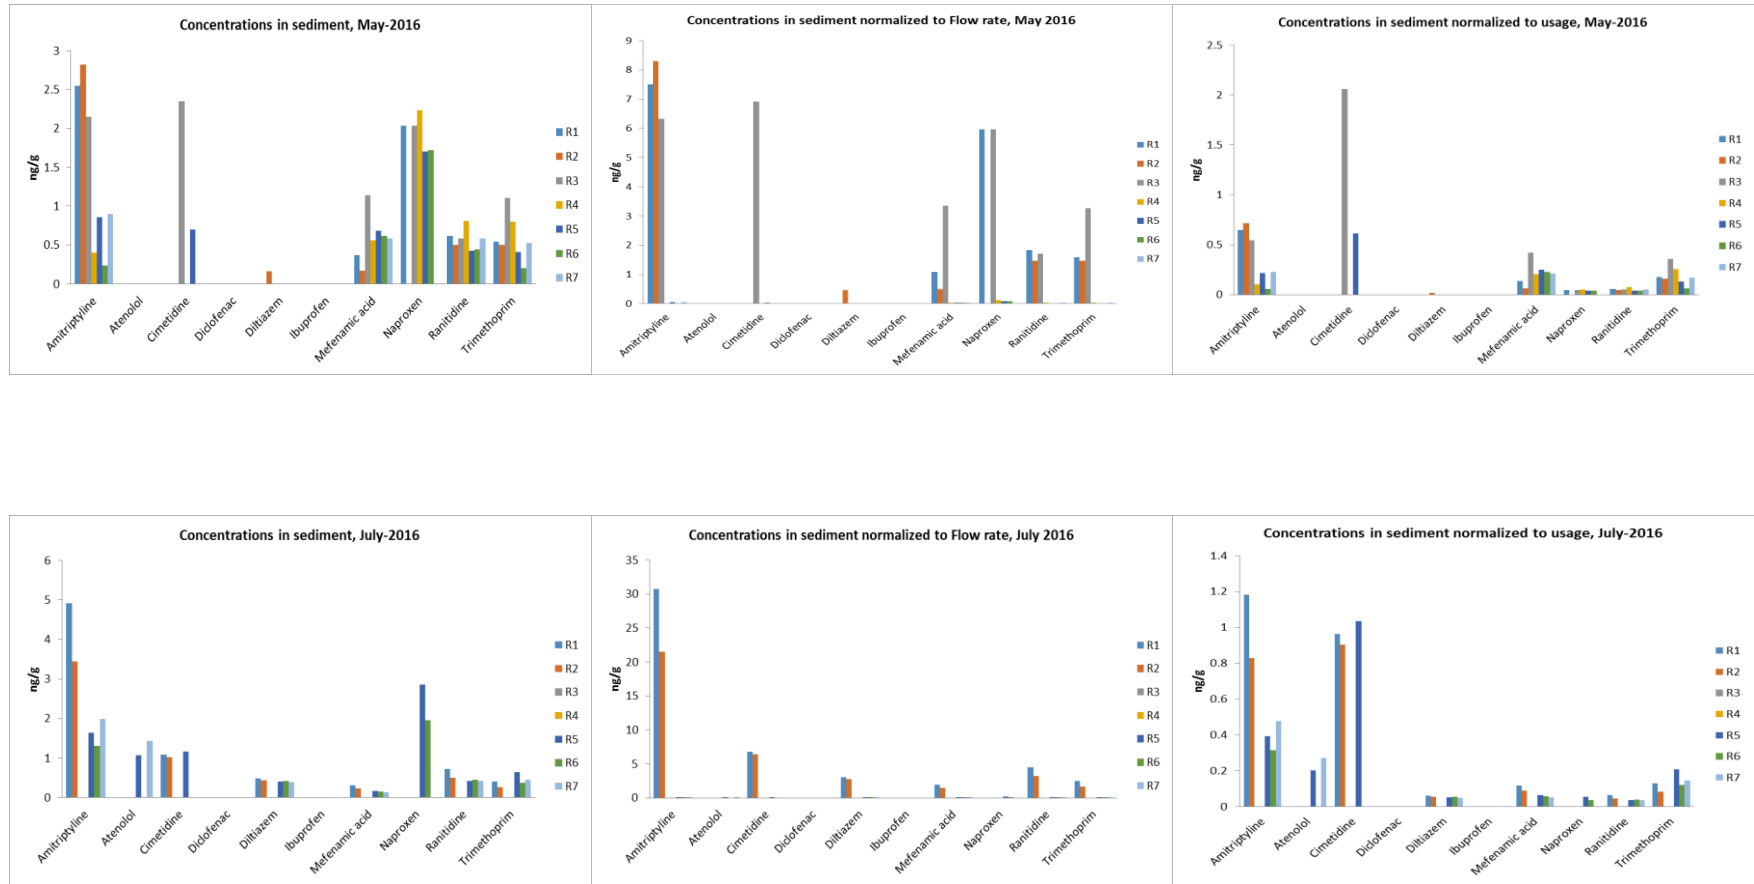 Concentrations in sediment, May-2016
3
2.5
2
1.5
1
0.5
0
ng/g
Amitriptyline
Atenolol
Cimetidine
Diclofenac
Diltiazem
Ibuprofen
Mefenamic acid
Naproxen
Ranitidine
Trimethoprim
R1
R2
R3
R4
R5
R6
R7
Concentrations in sediment normalized to Flow rate, May 2016
9
8
7
6
5
4
3
2
1
0
ng/g
Amitriptyline
Atenolol
Cimetidine
Diclofenac
Diltiazem
Ibuprofen
Mefenamic acid
Naproxen
Ranitidine
Trimethoprim
R1
R2
R3
R4
R5
R6
R7
Concentrations in sediment normalized to usage, May-2016
2.5
2
1.5
1
0.5
0
ng/g
Amitriptyline
Atenolol
Cimetidine
Diclofenac
Diltiazem
Ibuprofen
Mefenamic acid
Naproxen
Ranitidine
Trimethoprim
R1
R2
R3
R4
R5
R6
R7
Concentrations in sediment, July-2016
6
5
4
3
2
1
0
ng/g
Amitriptyline
Atenolol
Cimetidine
Diclofenac
Diltiazem
Ibuprofen
Mefenamic acid
Naproxen
Ranitidine
Trimethoprim
R1
R2
R3
R4
R5
R6
R7
Concentrations in sediment normalized to Flow rate, July 2016
35
30
25
20
15
10
5
0
ng/g
Amitriptyline
Atenolol
Cimetidine
Diclofenac
Diltiazem
Ibuprofen
Mefenamic acid
Naproxen
Ranitidine
Trimethoprim
R1
R2
R3
R4
R5
R6
R7
Concentrations in sediment normalized to usage, July-2016
1.4
1.2
1
0.8
0.6
0.4
0.2
0
ng/g
Amitriptyline
Atenolol
Cimetidine
Diclofenac
Diltiazem
Ibuprofen
Mefenamic acid
Naproxen
Ranitidine
Trimethoprim
R1
R2
R3
R4
R5
R6
R7